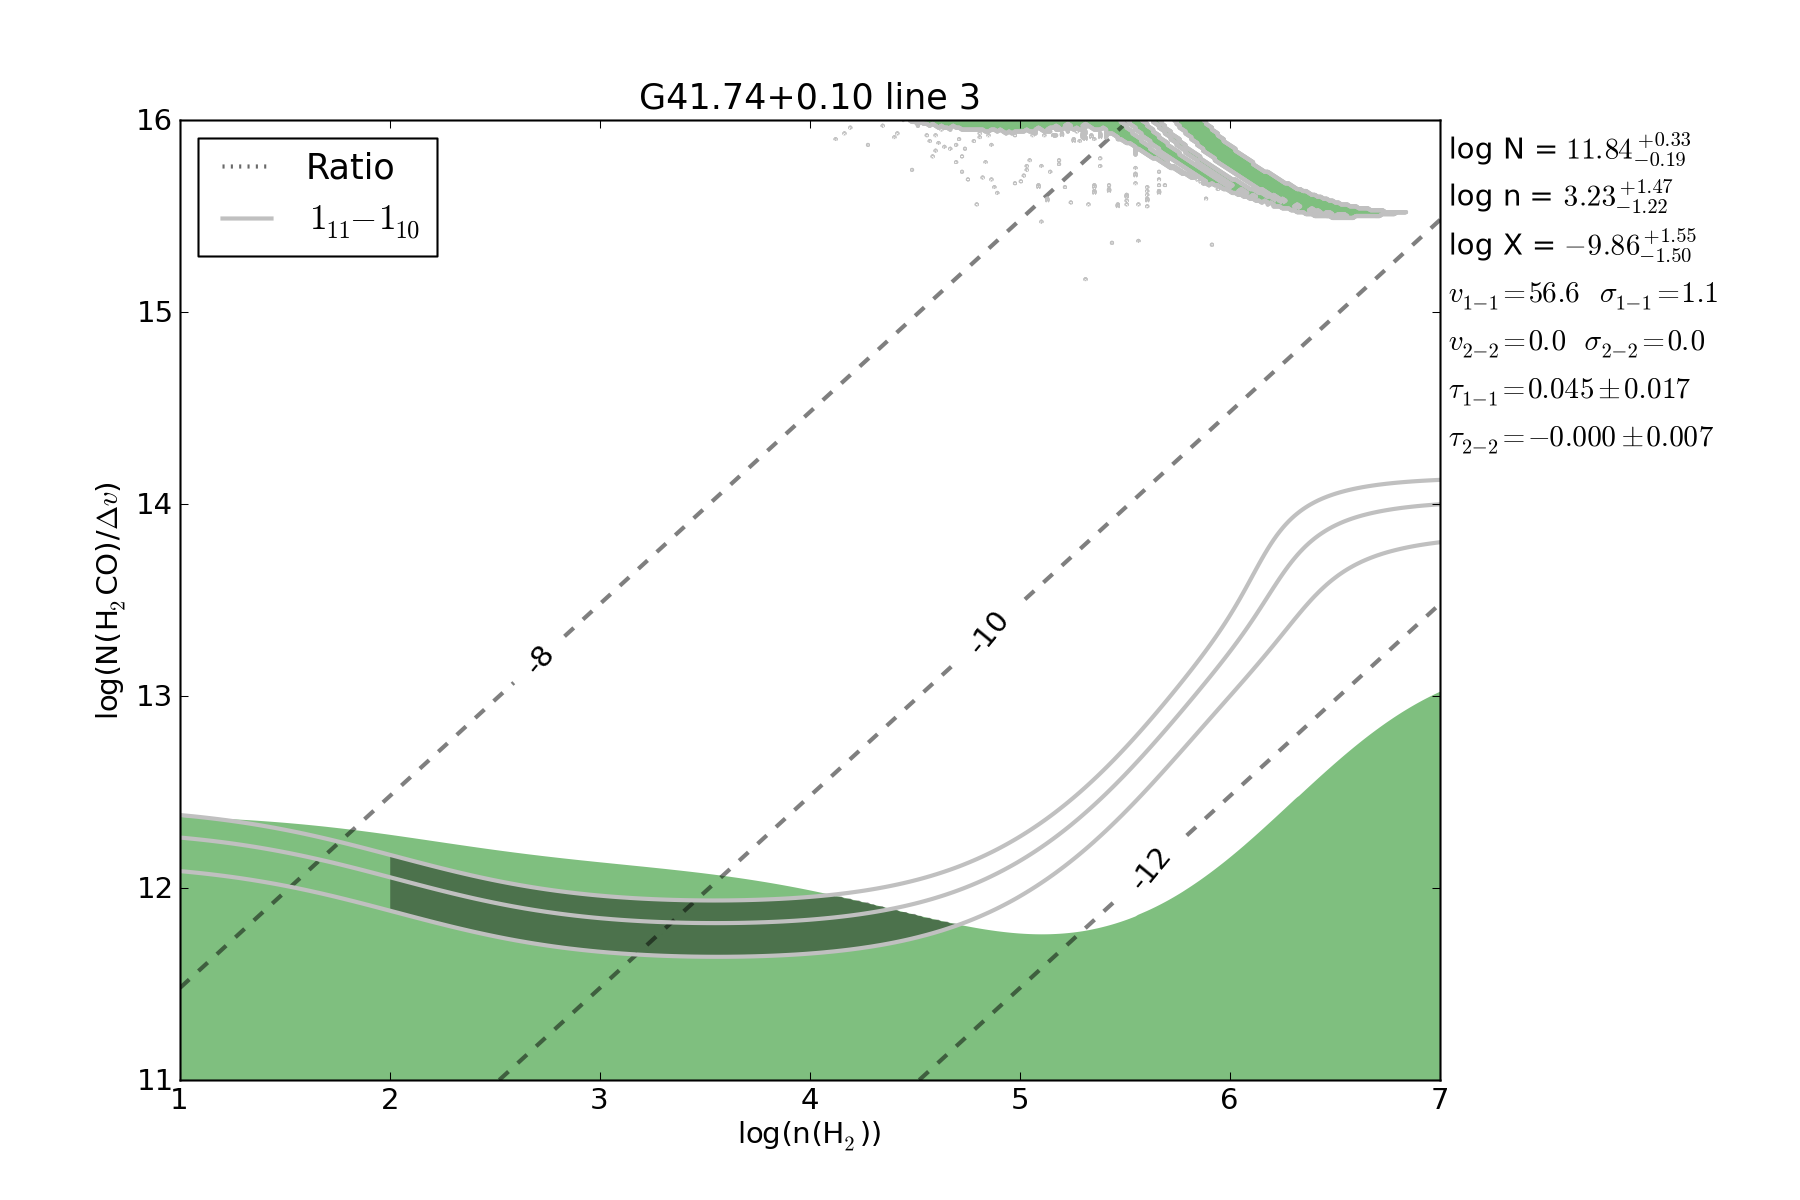 G41.74+0.10 line 3
Ratio
1₁₁−1₁₀
log N = 11.84 +0.33 −0.19
log n = 3.23 +1.47 −1.22
log X = −9.86 +1.55 −1.50
v₁₋₁=56.6 σ₁₋₁=1.1
v₂₋₂=0.0 σ₂₋₂=0.0
τ₁₋₁=0.045±0.017
τ₂₋₂=−0.000±0.007
16
15
14
13
12
11
log(N(H₂CO)/Δv)
-8
-10
-12
1 2 3 4 5 6 7
log(n(H₂))